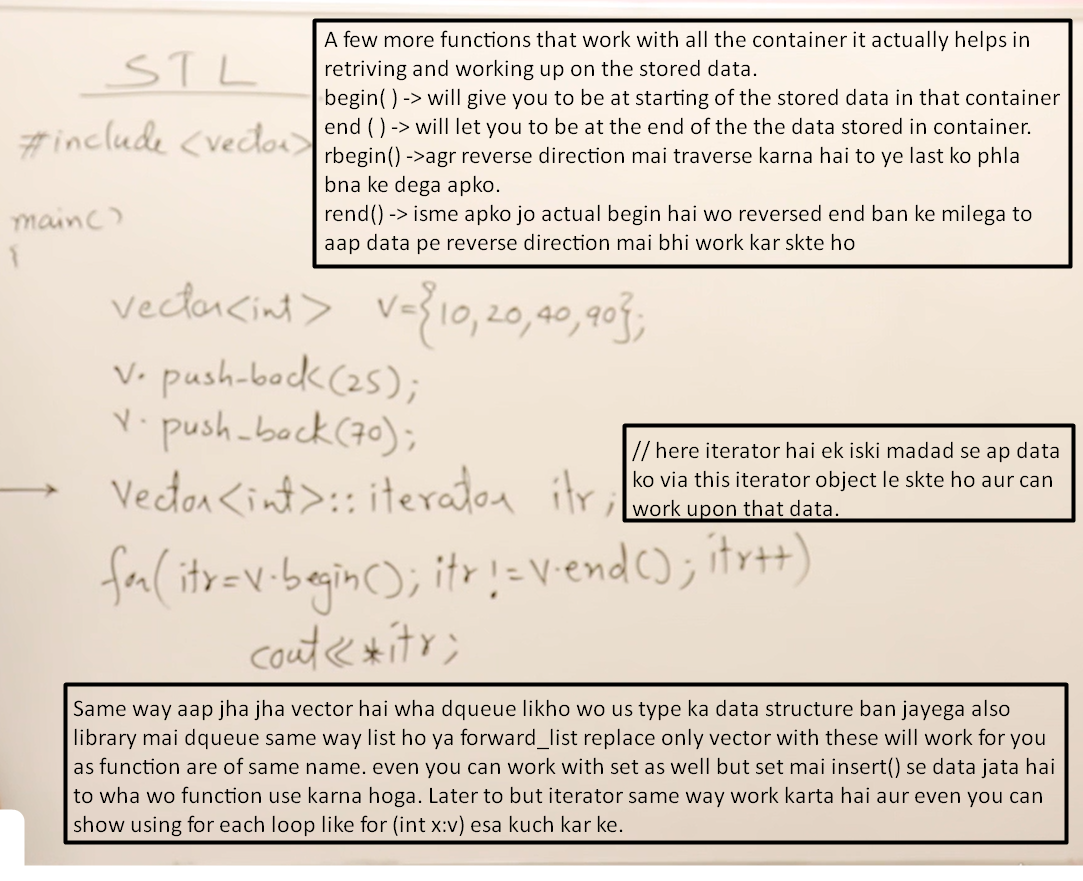 STL
A few more functions that work with all the container it actually helps in
retriving and working up on the stored data.
begin( ) -> will give you to be at starting of the stored data in that container
end ( ) -> will let you to be at the end of the the data stored in container.
rbegin() ->agr reverse direction mai traverse karna hai to ye last ko phla
bna ke dega apko.
rend() -> isme apko jo actual begin hai wo reversed end ban ke milega to
aap data pe reverse direction mai bhi work kar skte ho
#include <vector>
main()
{
vector<int> v={10,20,40,90};
v. push-back(25);
v. push_back(70);
Vector<int>:: iterator itr;
// here iterator hai ek iski madad se ap data
ko via this iterator object le skte ho aur can
work upon that data.
for(itr=v.begin(); itr!=v.end(); itr++)
cout<<*itr;
Same way aap jha jha vector hai wha dqueue likho wo us type ka data structure ban jayega also
library mai dqueue same way list ho ya forward_list replace only vector with these will work for you
as function are of same name. even you can work with set as well but set mai insert() se data jata hai
to wha wo function use karna hoga. Later to but iterator same way work karta hai aur even you can
show using for each loop like for (int x:v) esa kuch kar ke.